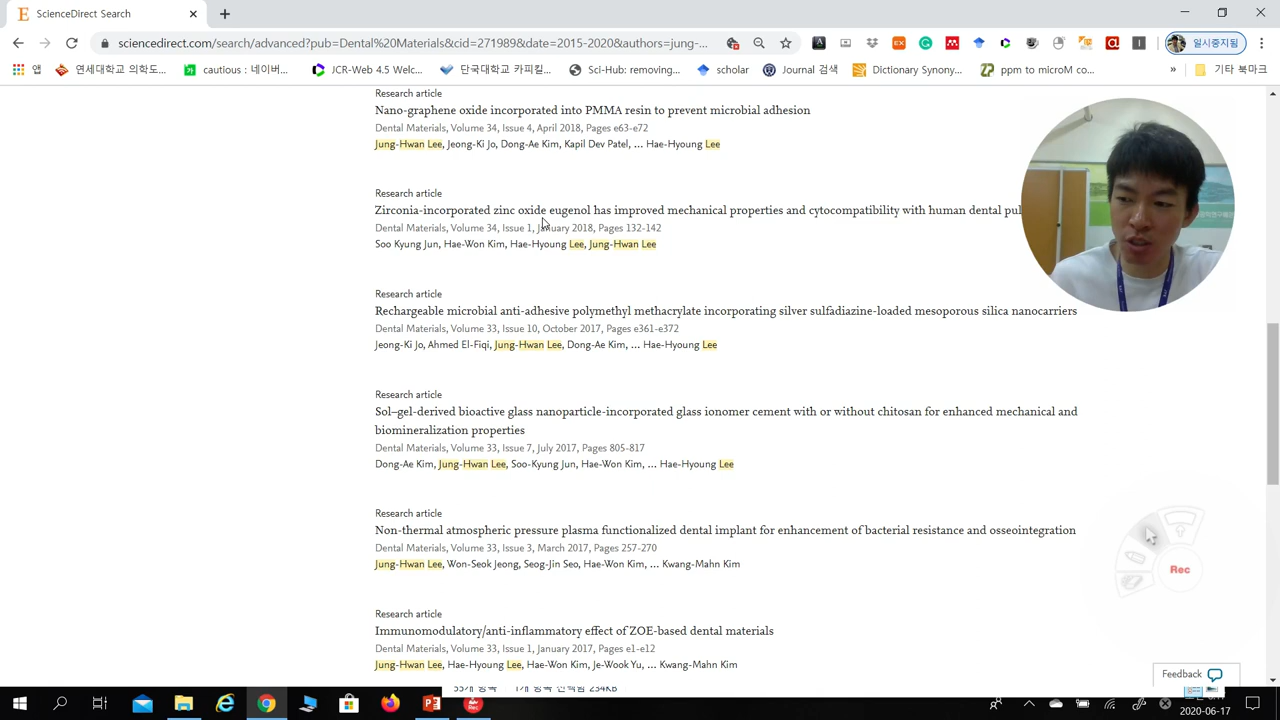 ScienceDirect Search
sciencedirect.com/search/advanced?pub=Dental%20Materials&cid=271989&date=2015-2020&authors=jung-...
일시중지됨
앱
연세대학교 의학도...
cautious : 네이버...
JCR-Web 4.5 Welc...
단국대학교 카피킬...
Sci-Hub: removing...
scholar
Journal 검색
Dictionary Synony...
ppm to microM co...
»
기타 북마크
Research article
Nano-graphene oxide incorporated into PMMA resin to prevent microbial adhesion
Dental Materials, Volume 34, Issue 4, April 2018, Pages e63-e72
Jung-Hwan Lee, Jeong-Ki Jo, Dong-Ae Kim, Kapil Dev Patel, ... Hae-Hyoung Lee
Research article
Zirconia-incorporated zinc oxide eugenol has improved mechanical properties and cytocompatibility with human dental pul
Dental Materials, Volume 34, Issue 1, January 2018, Pages 132-142
Soo Kyung Jun, Hae-Won Kim, Hae-Hyoung Lee, Jung-Hwan Lee
Research article
Rechargeable microbial anti-adhesive polymethyl methacrylate incorporating silver sulfadiazine-loaded mesoporous silica nanocarriers
Dental Materials, Volume 33, Issue 10, October 2017, Pages e361-e372
Jeong-Ki Jo, Ahmed El-Fiqi, Jung-Hwan Lee, Dong-Ae Kim, ... Hae-Hyoung Lee
Research article
Sol–gel-derived bioactive glass nanoparticle-incorporated glass ionomer cement with or without chitosan for enhanced mechanical and
biomineralization properties
Dental Materials, Volume 33, Issue 7, July 2017, Pages 805-817
Dong-Ae Kim, Jung-Hwan Lee, Soo-Kyung Jun, Hae-Won Kim, ... Hae-Hyoung Lee
Research article
Non-thermal atmospheric pressure plasma functionalized dental implant for enhancement of bacterial resistance and osseointegration
Dental Materials, Volume 33, Issue 3, March 2017, Pages 257-270
Jung-Hwan Lee, Won-Seok Jeong, Seog-Jin Seo, Hae-Won Kim, ... Kwang-Mahn Kim
Rec
Research article
Immunomodulatory/anti-inflammatory effect of ZOE-based dental materials
Dental Materials, Volume 33, Issue 1, January 2017, Pages e1-e12
Jung-Hwan Lee, Hae-Hyoung Lee, Hae-Won Kim, Je-Wook Yu, ... Kwang-Mahn Kim
Feedback
2020-06-17